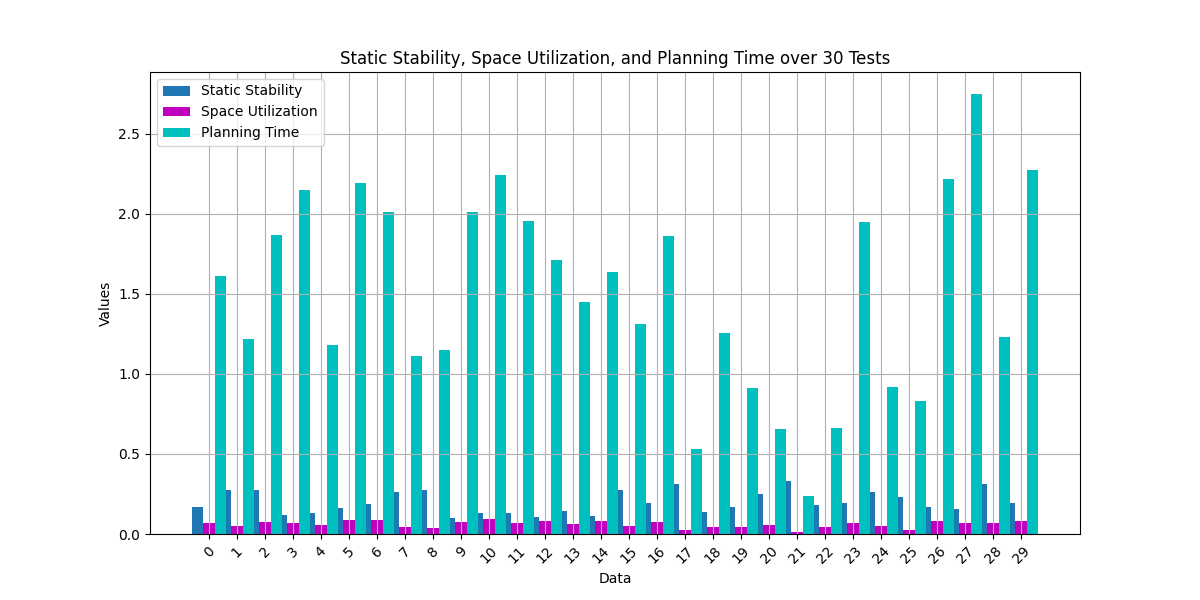 Static Stability, Space Utilization, and Planning Time over 30 Tests
Static Stability
Space Utilization
Planning Time
Values
2.5
2.0
1.5
1.0
0.5
0.0
0 1 2 3 4 5 6 7 8 9 10 11 12 13 14 15 16 17 18 19 20 21 22 23 24 25 26 27 28 29
Data